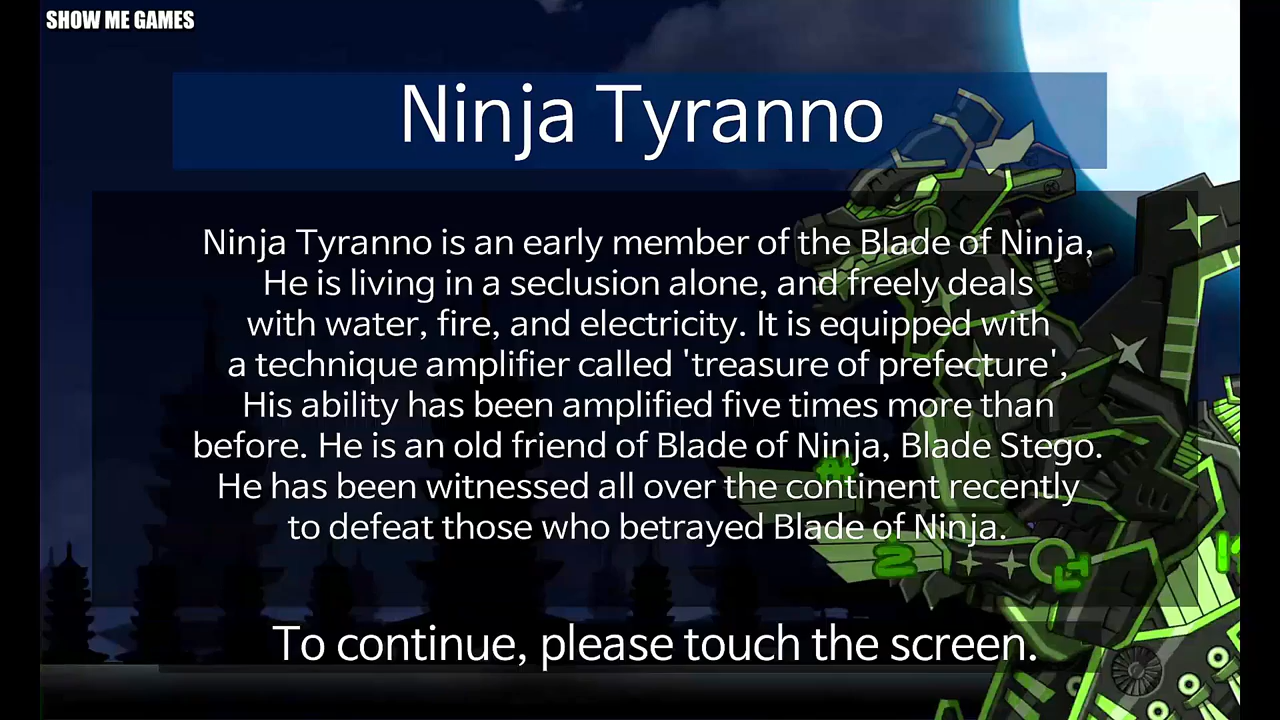 SHOW ME GAMES
Ninja Tyranno
Ninja Tyranno is an early member of the Blade of Ninja,
He is living in a seclusion alone, and freely deals
with water, fire, and electricity. It is equipped with
a technique amplifier called 'treasure of prefecture',
His ability has been amplified five times more than
before. He is an old friend of Blade of Ninja, Blade Stego.
He has been witnessed all over the continent recently
to defeat those who betrayed Blade of Ninja.
To continue, please touch the screen.